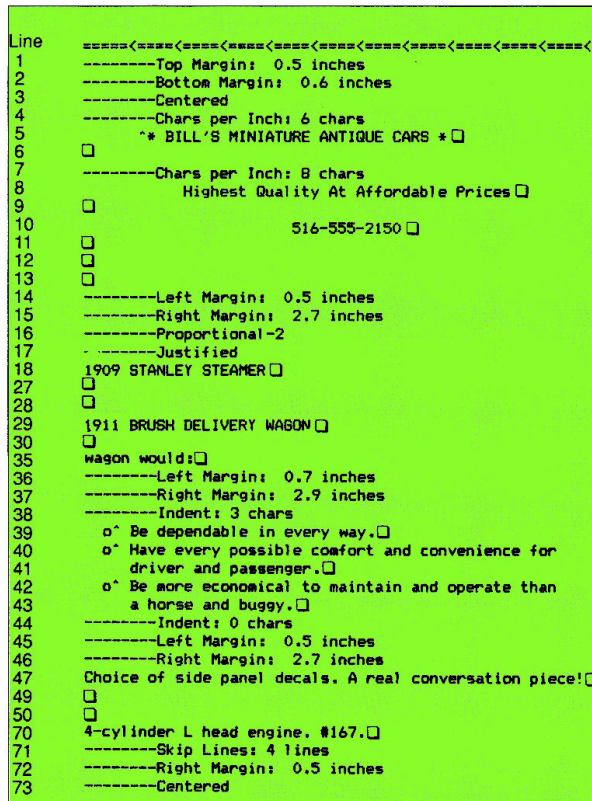 Line =====<====<====<====<====<====<====<====<====<====<====<
1 --------Top Margin: 0.5 inches
2 --------Bottom Margin: 0.6 inches
3 --------Centered
4 --------Chars per Inch: 6 chars
5 ^* BILL'S MINIATURE ANTIQUE CARS * ❑
6 ❑
7 --------Chars per Inch: 8 chars
8 Highest Quality At Affordable Prices ❑
9 ❑
10 516-555-2150 ❑
11 ❑
12 ❑
13 ❑
14 --------Left Margin: 0.5 inches
15 --------Right Margin: 2.7 inches
16 --------Proportional-2
17 - -------Justified
18 1909 STANLEY STEAMER ❑
27 ❑
28 ❑
29 1911 BRUSH DELIVERY WAGON ❑
30 ❑
35 wagon would:❑
36 --------Left Margin: 0.7 inches
37 --------Right Margin: 2.9 inches
38 --------Indent: 3 chars
39 o^ Be dependable in every way.❑
40 o^ Have every possible comfort and convenience for
41 driver and passenger.❑
42 o^ Be more economical to maintain and operate than
43 a horse and buggy.❑
44 --------Indent: 0 chars
45 --------Left Margin: 0.5 inches
46 --------Right Margin: 2.7 inches
47 Choice of side panel decals. A real conversation piece!❑
49 ❑
50 ❑
70 4-cylinder L head engine. #167.❑
71 --------Skip Lines: 4 lines
72 --------Right Margin: 0.5 inches
73 --------Centered